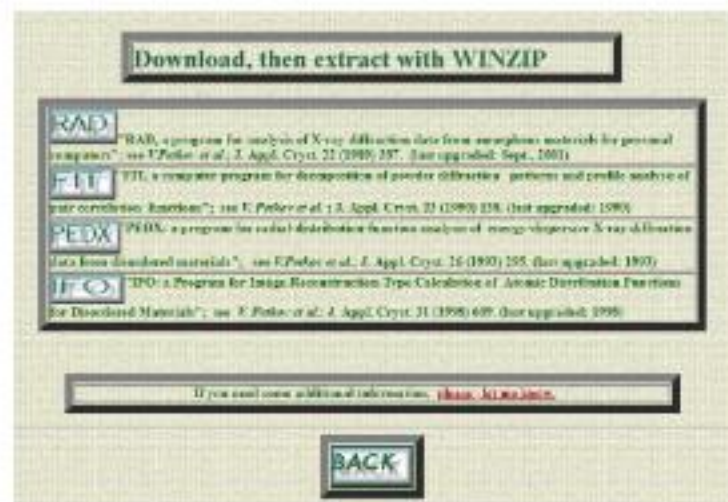 Download, then extract with WINZIP
RAD "RAD, a program for analysis of X-ray diffraction data from amorphous materials for personal
computers"; see V.Petkov et al.; J. Appl. Cryst. 22 (1989) 387. (last upgraded: Sept., 2001)
FIT "FIT, a computer program for decomposition of powder diffraction patterns and profile analysis of
pair correlation functions"; see V. Petkov et al.; J. Appl. Cryst. 23 (1990) 138. (last upgraded: 1990)
PEDX "PEDX: a program for radial distribution function analysis of energy-dispersive X-ray diffraction
data from disordered materials"; see V.Petkov et al.; J. Appl. Cryst. 26 (1993) 295. (last upgraded: 1993)
IFO "IFO: a Program for Image Reconstruction Type Calculation of Atomic Distribution Functions
for Disordered Materials"; see V. Petkov et al.; J. Appl. Cryst. 31 (1998) 609. (last upgraded: 1998)
If you need some additional information, please, let me know.
BACK